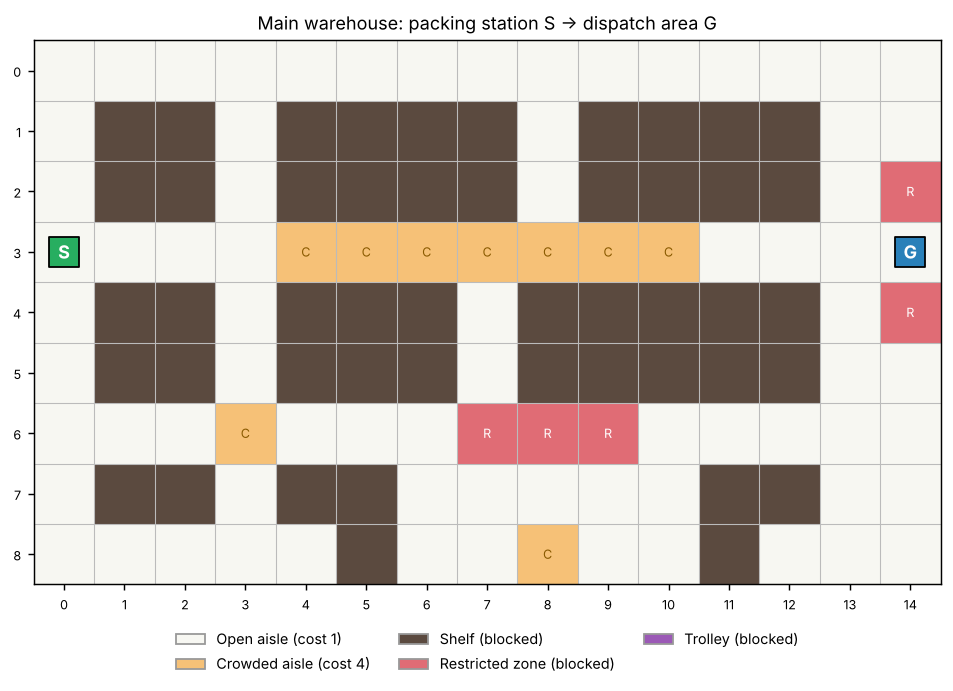 Main warehouse: packing station S → dispatch area G
0
1
2 R
3 S C C C C C C C G
4 R
5
6 C R R R
7
8 C
0 1 2 3 4 5 6 7 8 9 10 11 12 13 14
Open aisle (cost 1) Shelf (blocked) Trolley (blocked)
Crowded aisle (cost 4) Restricted zone (blocked)